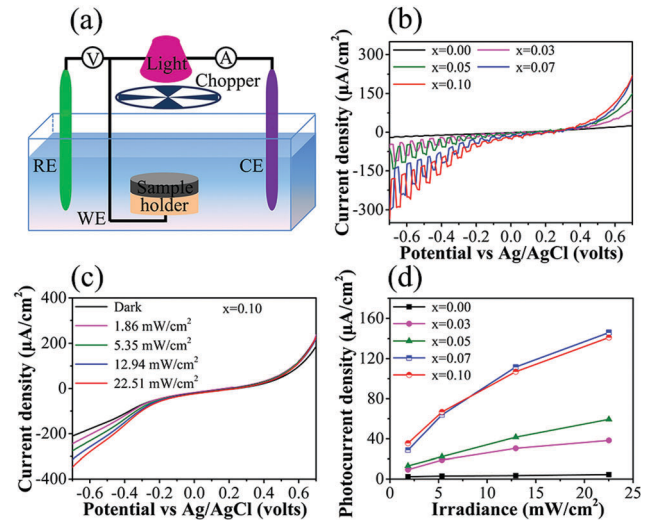 (a)
V
Light
A
Chopper
RE
CE
Sample
holder
WE
(b)
Current density (μA/cm²)
300
150
0
-150
-300
x=0.00
x=0.03
x=0.05
x=0.07
x=0.10
-0.6 -0.4 -0.2 0.0 0.2 0.4 0.6
Potential vs Ag/AgCl (volts)
(c)
Current density (μA/cm²)
400
200
0
-200
-400
Dark
x=0.10
1.86 mW/cm²
5.35 mW/cm²
12.94 mW/cm²
22.51 mW/cm²
-0.6 -0.4 -0.2 0.0 0.2 0.4 0.6
Potential vs Ag/AgCl (volts)
(d)
Photocurrent density (μA/cm²)
160
120
80
40
0
x=0.00
x=0.03
x=0.05
x=0.07
x=0.10
0 5 10 15 20 25
Irradiance (mW/cm²)